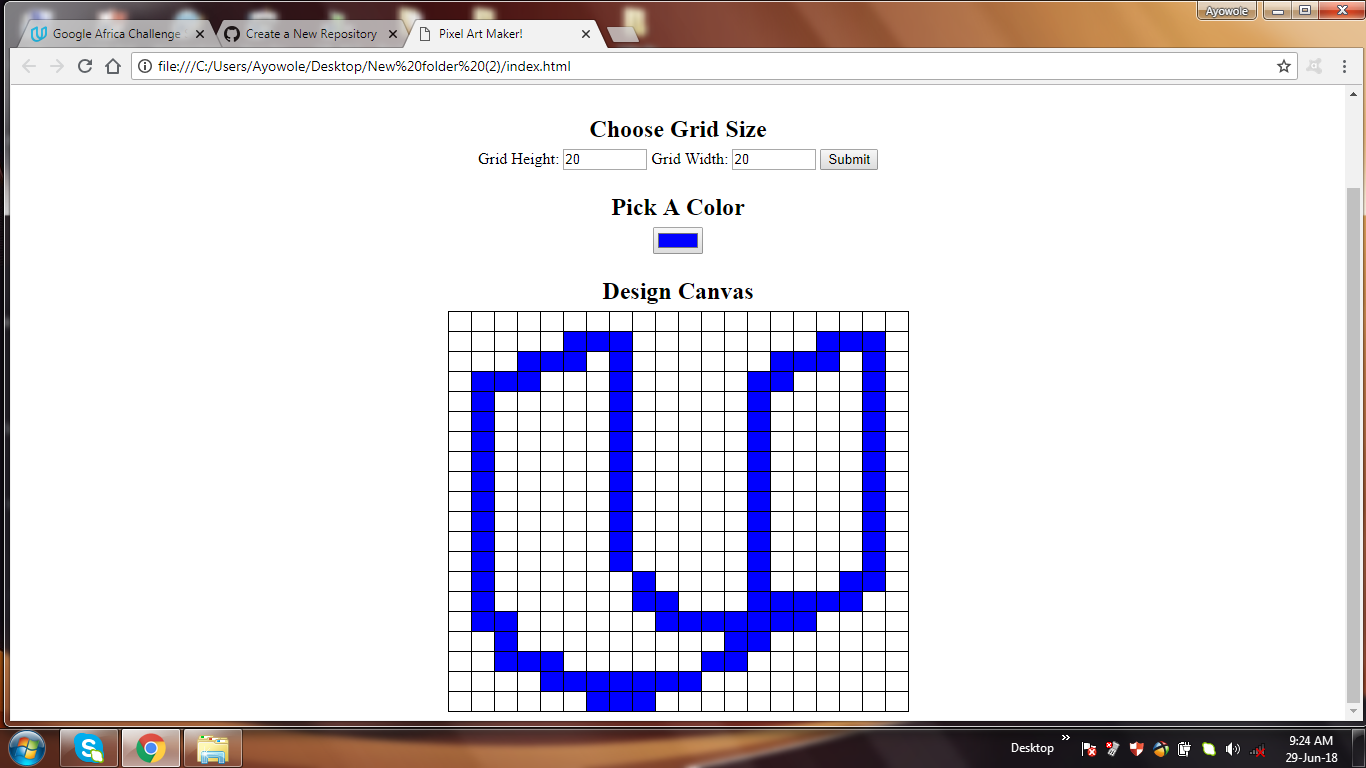 Ayowole
Google Africa Challenge
Create a New Repository
Pixel Art Maker!
file:///C:/Users/Ayowole/Desktop/New%20folder%20(2)/index.html
Choose Grid Size
Grid Height: 20 Grid Width: 20 Submit
Pick A Color
Design Canvas
Desktop
9:24 AM
29-Jun-18